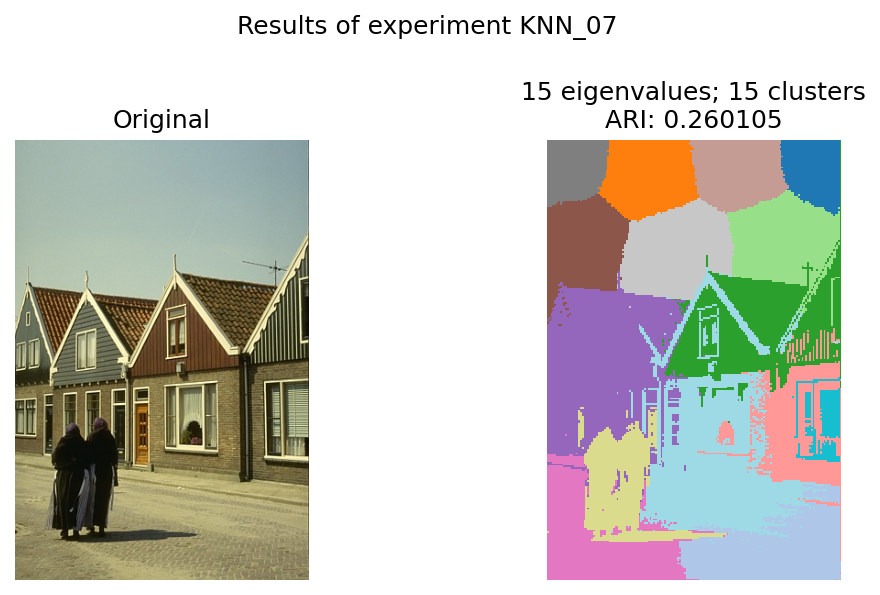 Results of experiment KNN_07
Original
15 eigenvalues; 15 clusters
ARI: 0.260105